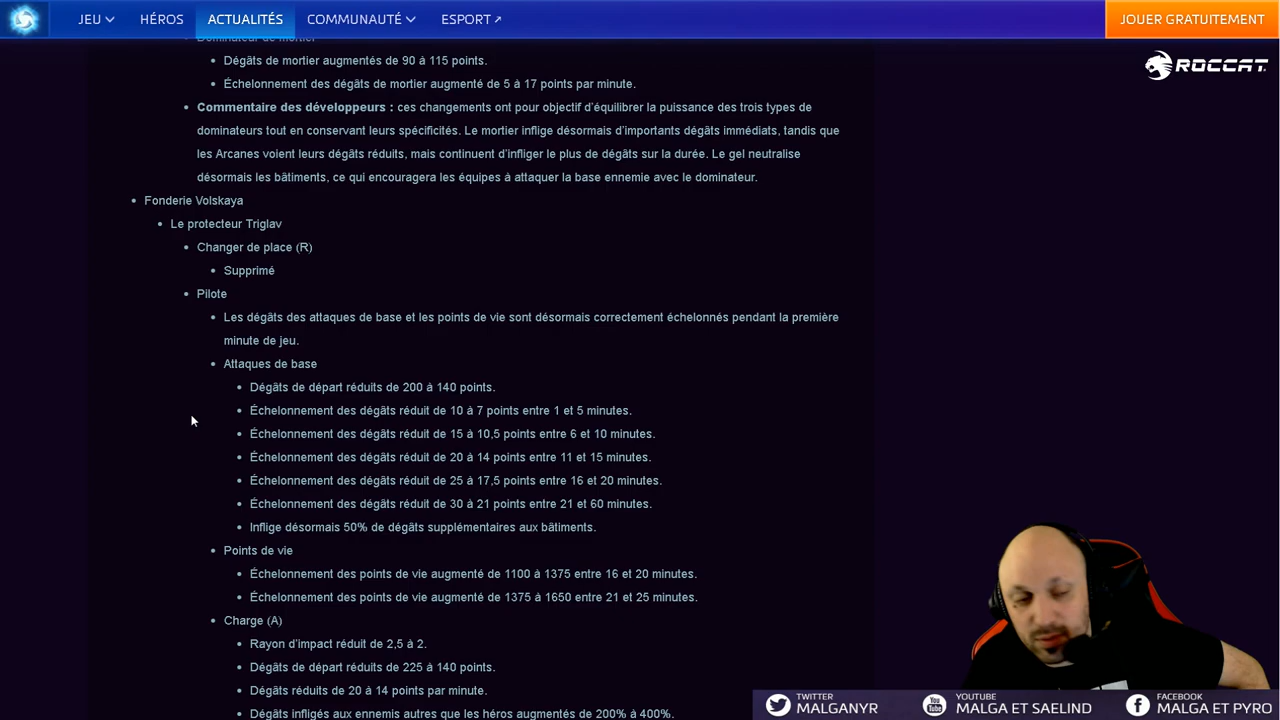 JEU HÉROS ACTUALITÉS COMMUNAUTÉ ESPORT JOUER GRATUITEMENT
ROCCAT
Dominateur de mortier
Dégâts de mortier augmentés de 90 à 115 points.
Échelonnement des dégâts de mortier augmenté de 5 à 17 points par minute.
Commentaire des développeurs : ces changements ont pour objectif d'équilibrer la puissance des trois types de
dominateurs tout en conservant leurs spécificités. Le mortier inflige désormais d'importants dégâts immédiats, tandis que
les Arcanes voient leurs dégâts réduits, mais continuent d'infliger le plus de dégâts sur la durée. Le gel neutralise
désormais les bâtiments, ce qui encouragera les équipes à attaquer la base ennemie avec le dominateur.
Fonderie Volskaya
Le protecteur Triglav
Changer de place (R)
Supprimé
Pilote
Les dégâts des attaques de base et les points de vie sont désormais correctement échelonnés pendant la première
minute de jeu.
Attaques de base
Dégâts de départ réduits de 200 à 140 points.
Échelonnement des dégâts réduit de 10 à 7 points entre 1 et 5 minutes.
Échelonnement des dégâts réduit de 15 à 10,5 points entre 6 et 10 minutes.
Échelonnement des dégâts réduit de 20 à 14 points entre 11 et 15 minutes.
Échelonnement des dégâts réduit de 25 à 17,5 points entre 16 et 20 minutes.
Échelonnement des dégâts réduit de 30 à 21 points entre 21 et 60 minutes.
Inflige désormais 50% de dégâts supplémentaires aux bâtiments.
Points de vie
Échelonnement des points de vie augmenté de 1100 à 1375 entre 16 et 20 minutes.
Échelonnement des points de vie augmenté de 1375 à 1650 entre 21 et 25 minutes.
Charge (A)
Rayon d'impact réduit de 2,5 à 2.
Dégâts de départ réduits de 225 à 140 points.
Dégâts réduits de 20 à 14 points par minute.
Dégâts infligés aux ennemis autres que les héros augmentés de 200% à 400%.
TWITTER
MALGANYR
YOUTUBE
MALGA ET SAELIND
FACEBOOK
MALGA ET PYRO